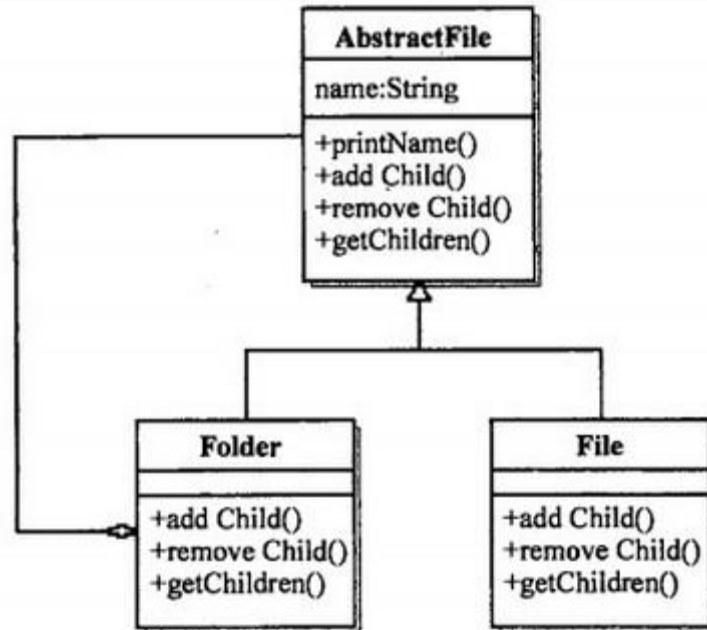 AbstractFile
name:String
+printName()
+add Child()
+remove Child()
+getChildren()
Folder
+add Child()
+remove Child()
+getChildren()
File
+add Child()
+remove Child()
+getChildren()